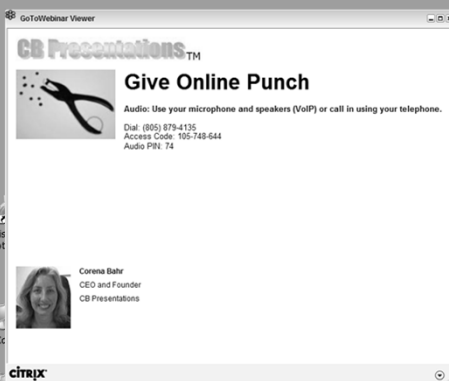 GoToWebinar Viewer
CB Presentations™
Give Online Punch
Audio: Use your microphone and speakers (VoIP) or call in using your telephone.
Dial: (805) 879-4135
Access Code: 105-748-644
Audio PIN: 74
Corena Bahr
CEO and Founder
CB Presentations
CITRIX